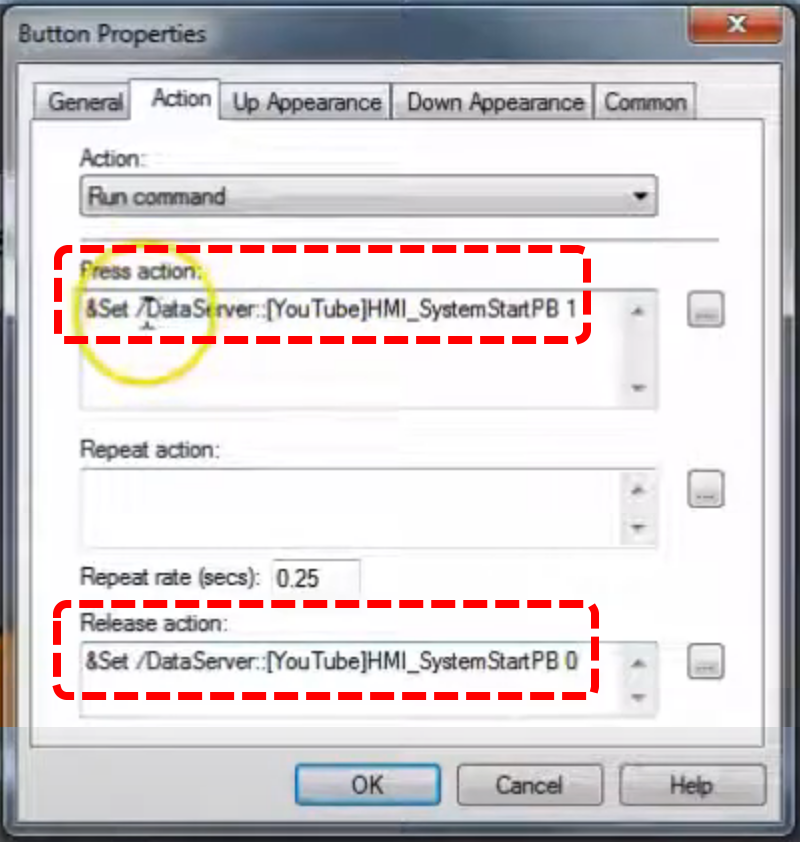 Button Properties
General Action Up Appearance Down Appearance Common
Action:
Run command
Press action:
&Set /DataServer::[YouTube]HMI_SystemStartPB 1
...
Repeat action:
...
Repeat rate (secs): 0.25
Release action:
&Set /DataServer::[YouTube]HMI_SystemStartPB 0
...
OK Cancel Help